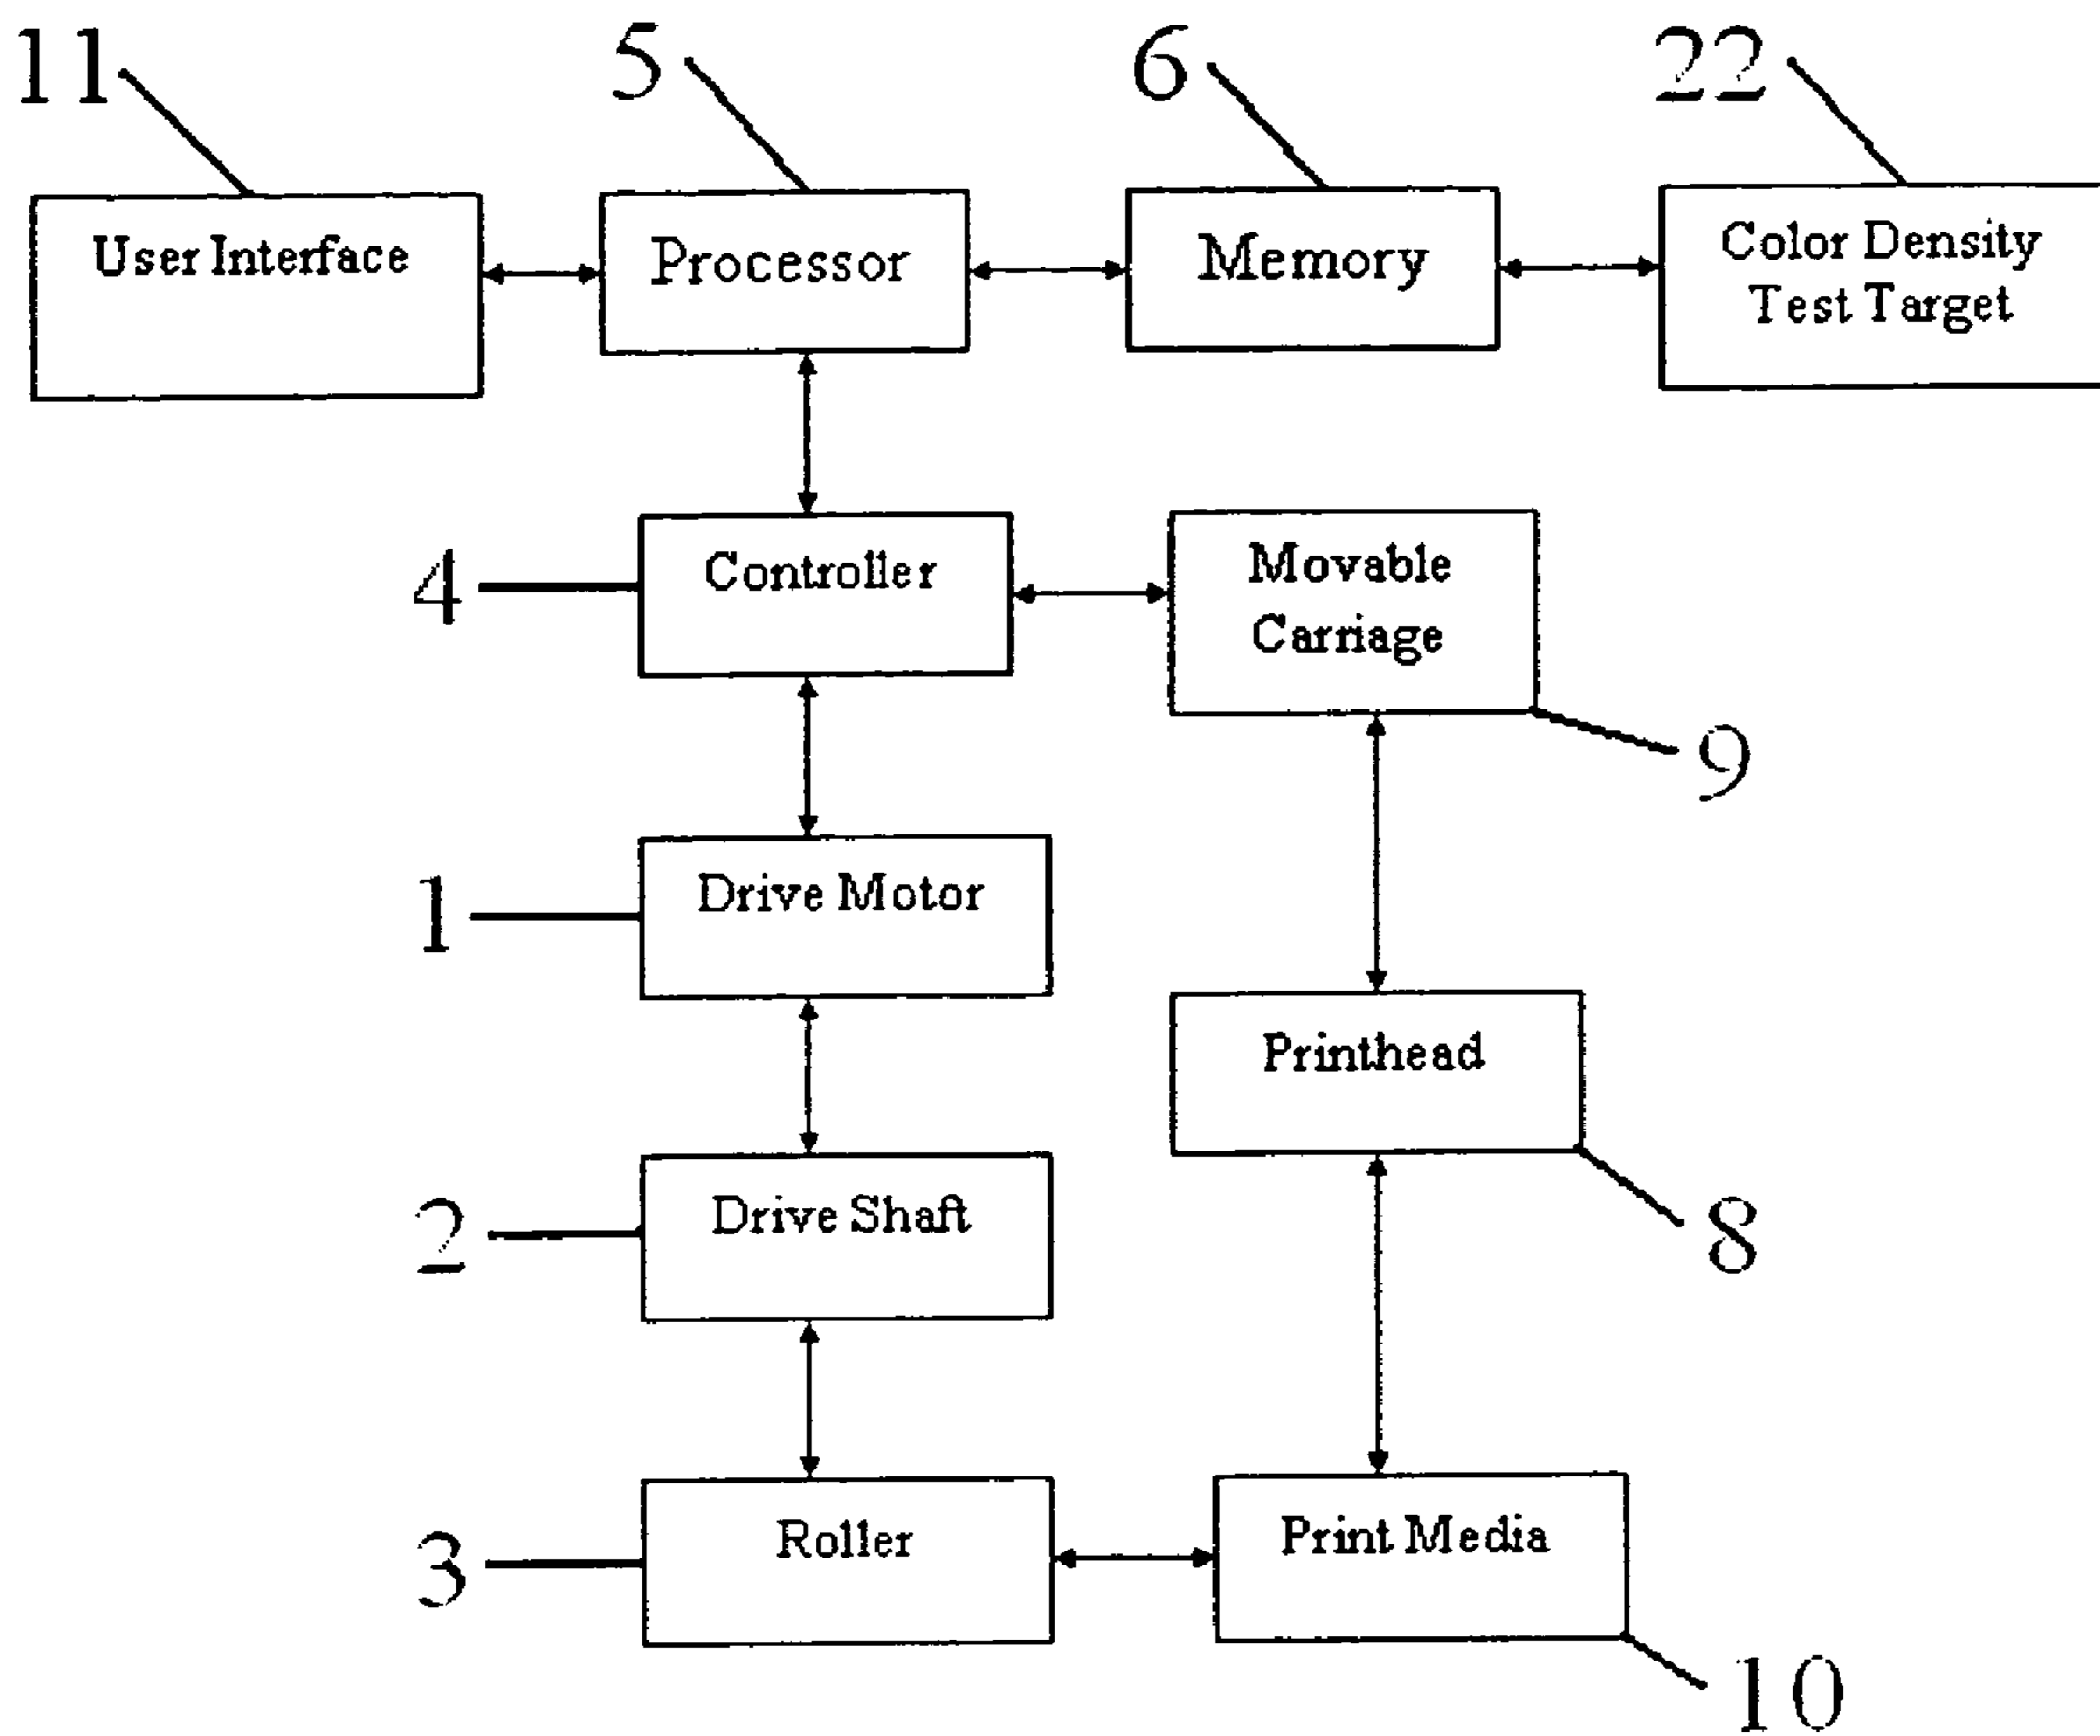 11
5
6
22
User Interface
Processor
Memory
Color Density
Test Target
4
Controller
Movable
Carriage
9
1
Drive Motor
Printhead
8
2
Drive Shaft
3
Roller
Print Media
10